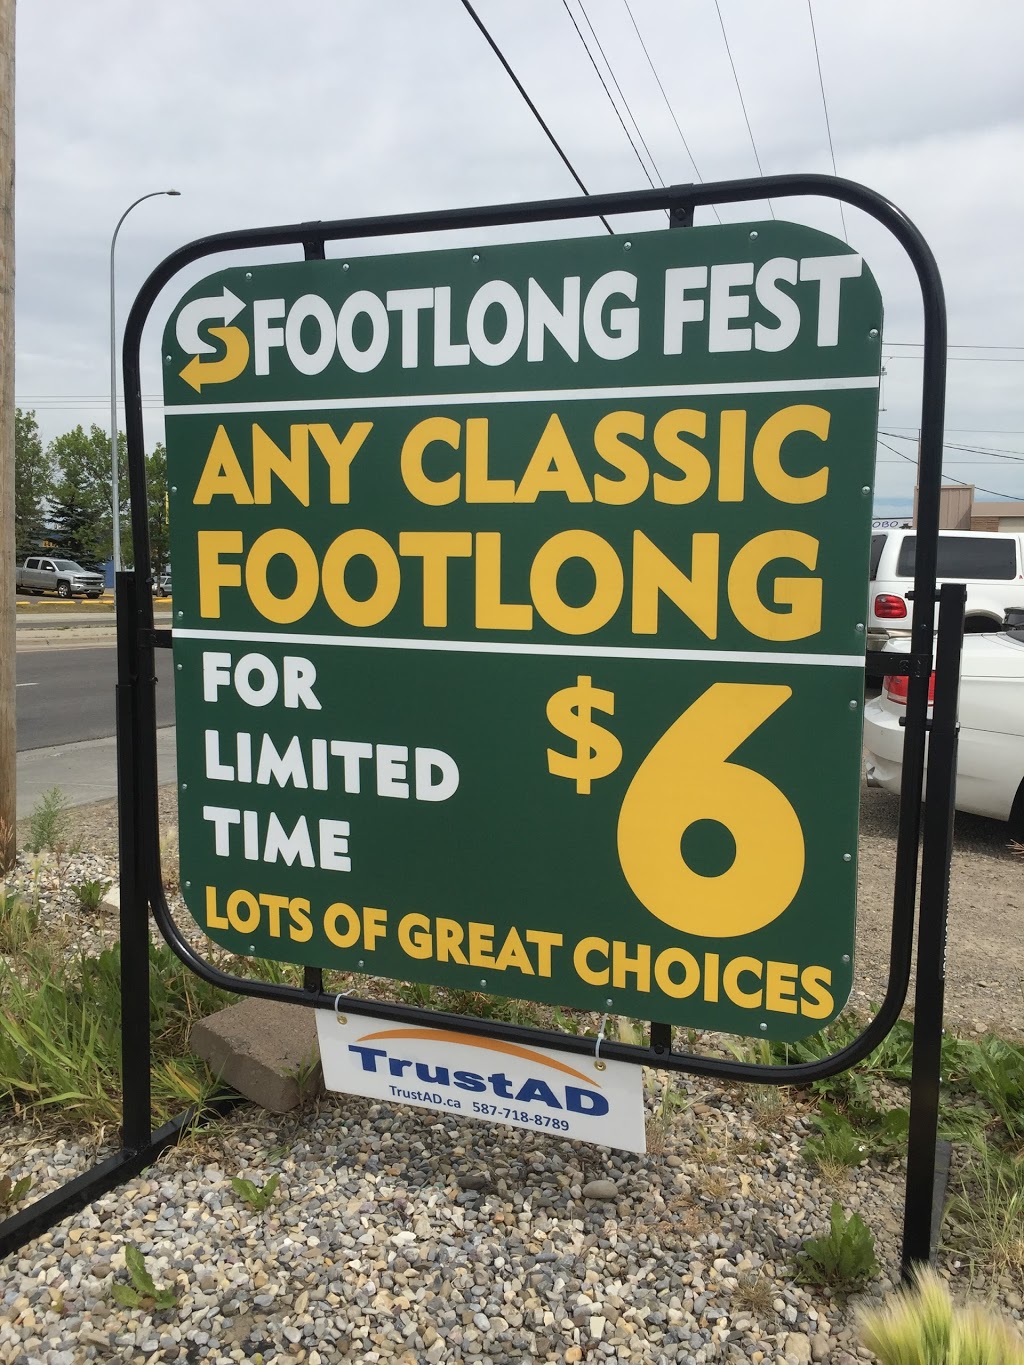 S FOOTLONG FEST
ANY CLASSIC
FOOTLONG
FOR
LIMITED
TIME
$6
LOTS OF GREAT CHOICES
TrustAD
TrustAD.ca 587-718-8789